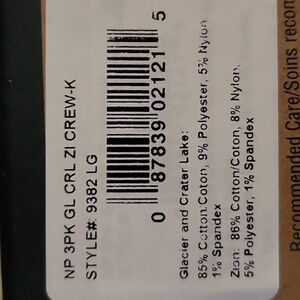 NP 3PK GL CRL ZI CREW-K
STYLE#: 9382 LG
0 87839 02121 5
Glacier and Crater Lake:
85% Cotton/Coton, 9% Polyester, 5% Nylon,
1% Spandex
Zion: 86% Cotton/Coton, 8% Nylon,
5% Polyester, 1% Spandex
Recommended Care/Soins recom